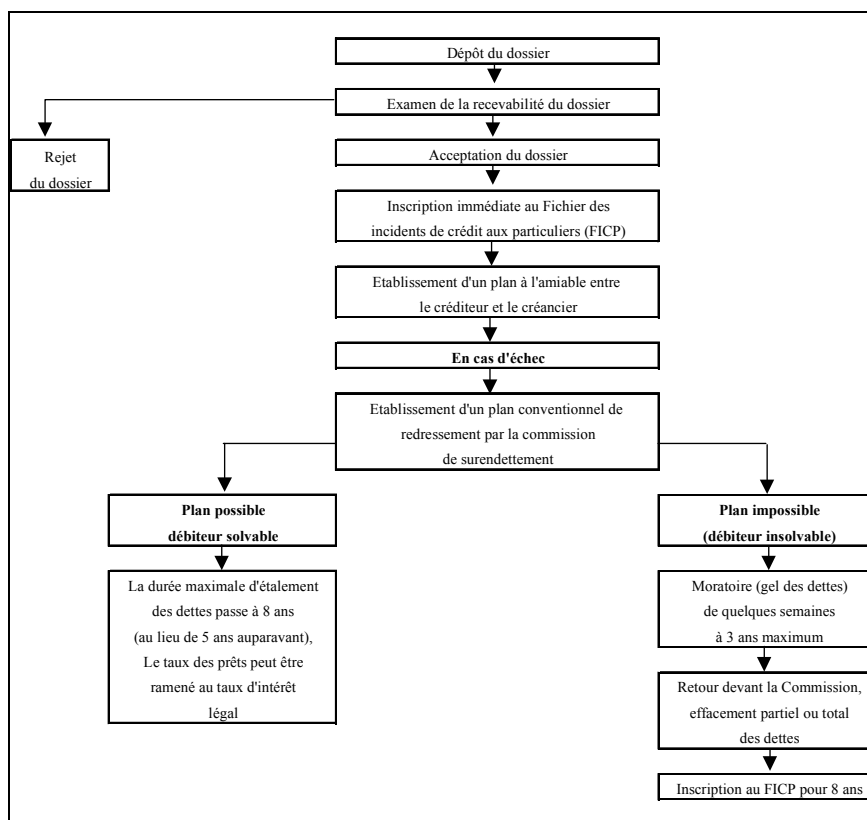 Dépôt du dossier
Examen de la recevabilité du dossier
Rejet
du dossier
Acceptation du dossier
Inscription immédiate au Fichier des
incidents de crédit aux particuliers (FICP)
Etablissement d'un plan à l'amiable entre
le créditeur et le créancier
En cas d'échec
Etablissement d'un plan conventionnel de
redressement par la commission
de surendettement
Plan possible
débiteur solvable
La durée maximale d'étalement
des dettes passe à 8 ans
(au lieu de 5 ans auparavant),
Le taux des prêts peut être
ramené au taux d'intérêt
légal
Plan impossible
(débiteur insolvable)
Moratoire (gel des dettes)
de quelques semaines
à 3 ans maximum
Retour devant la Commission,
effacement partiel ou total
des dettes
Inscription au FICP pour 8 ans